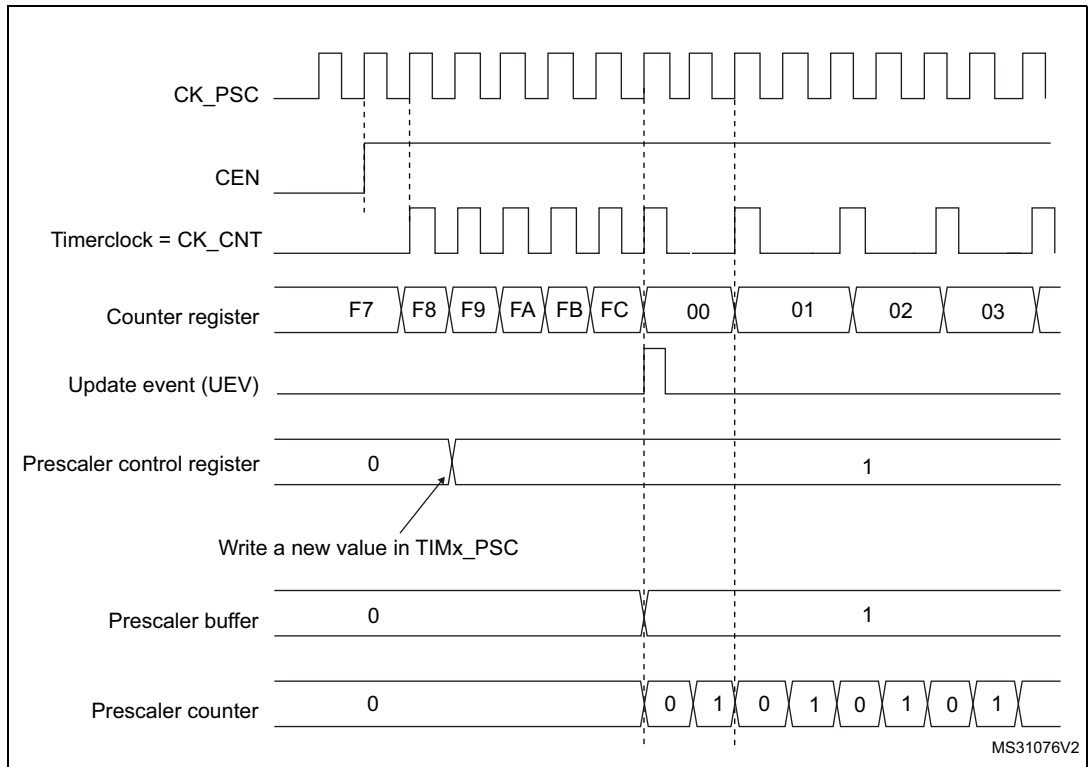 CK_PSC
CEN
Timerclock = CK_CNT
Counter register F7 F8 F9 FA FB FC 00 01 02 03
Update event (UEV)
Prescaler control register 0 1
Write a new value in TIMx_PSC
Prescaler buffer 0 1
Prescaler counter 0 0 1 0 1 0 1 0 1
MS31076V2